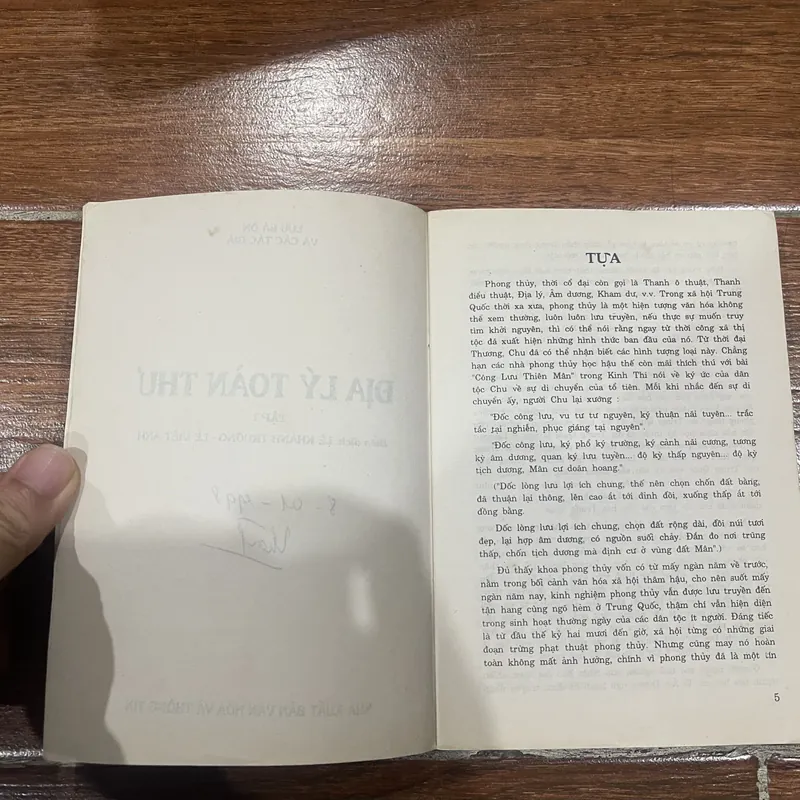 TỰA
Phong thủy, thời cổ đại còn gọi là Thanh ô thuật, Thanh
điểu thuật, Địa lý, Âm dương, Kham dư, v.v. Trong xã hội Trung
Quốc thời xa xưa, phong thủy là một hiện tượng văn hóa không
thể xem thường, luôn luôn lưu truyền, nếu thực sự muốn truy
tìm khởi nguyên, thì có thể nói rằng ngay từ thời công xã thị
tộc đã xuất hiện những hình thức ban đầu của nó. Từ thời đại
Thương, Chu đã có thể nhận biết các hình tượng loại này. Chẳng
hạn các nhà phong thủy học hậu thế còn mãi thích thú với bài
"Công Lưu Thiên Mân" trong Kinh Thi nói về ký ức của dân
tộc Chu về sự di chuyển của tổ tiên. Mỗi khi nhắc đến sự di
chuyển ấy, người Chu lại xướng :
"Đốc công lưu, vu tư tư nguyên, ký thuận nãi tuyên... trắc
tắc tại nghiễn, phục giáng tại nguyên".
"Đốc công lưu, ký phổ ký trường, ký cảnh nãi cương, tương
kỳ âm dương, quan kỳ lưu tuyền... độ kỳ thấp nguyên... độ kỳ
tịch dương, Mân cư doãn hoang."
("Dốc lòng lưu lợi ích chung, thế nên chọn chốn đất bằng,
đã thuận lại thông, lên cao ắt tới đỉnh đồi, xuống thấp ắt tới
đồng bằng.
Dốc lòng lưu lợi ích chung, chọn đất rộng dài, đồi núi tươi
đẹp, lại hợp âm dương, có nguồn suối chảy. Đắn đo nơi trũng
thấp, chốn tịch dương mà định cư ở vùng đất Mân".)
Đủ thấy khoa phong thủy vốn có từ mấy ngàn năm về trước,
nằm trong bối cảnh văn hóa xã hội thâm hậu, cho nên suốt mấy
ngàn năm nay, kinh nghiệm phong thủy vẫn được lưu truyền đến
tận hang cùng ngõ hẻm ở Trung Quốc, thậm chí vẫn hiện diện
trong sinh hoạt thường ngày của các dân tộc ít người. Đáng tiếc
là từ đầu thế kỷ hai mươi đến giờ, xã hội từng có những giai
đoạn trừng phạt thuật phong thủy. Nhưng cũng may nó hoàn
toàn không mất ảnh hưởng, chính vì phong thủy đã là một tín
5
ĐỊA LÝ TOÀN THƯ
NHÀ XUẤT BẢN VĂN HÓA VÀ THÔNG TIN